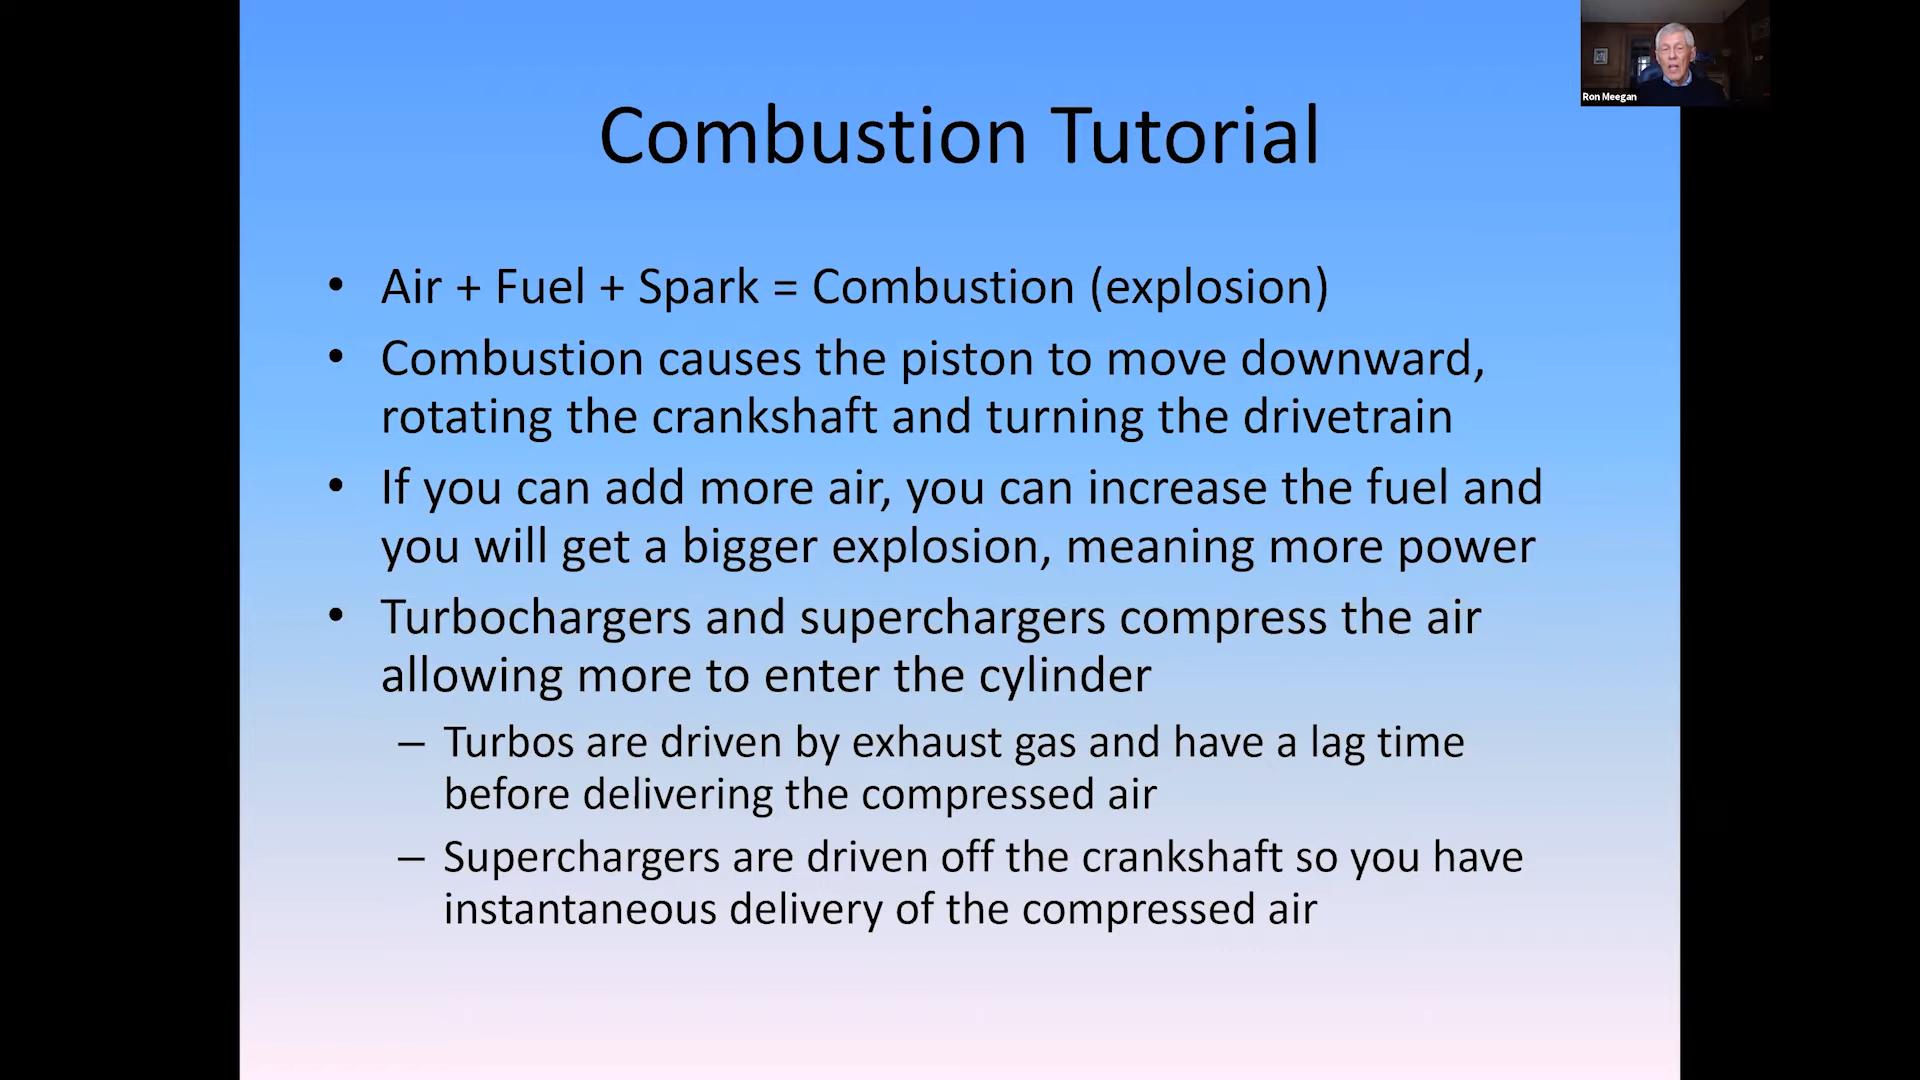 Ron Meegan
Combustion Tutorial
• Air + Fuel + Spark = Combustion (explosion)
• Combustion causes the piston to move downward,
rotating the crankshaft and turning the drivetrain
• If you can add more air, you can increase the fuel and
you will get a bigger explosion, meaning more power
• Turbochargers and superchargers compress the air
allowing more to enter the cylinder
– Turbos are driven by exhaust gas and have a lag time
before delivering the compressed air
– Superchargers are driven off the crankshaft so you have
instantaneous delivery of the compressed air